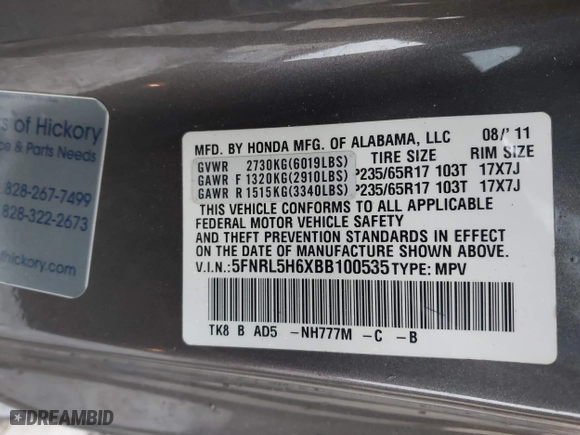 s of Hickory
e & Parts Needs
828-267-7499
828-322-2673
hickory.com
MFD. BY HONDA MFG. OF ALABAMA, LLC 08/'11
TIRE SIZE RIM SIZE
GVWR 2730KG(6019LBS)
GAWR F 1320KG(2910LBS) P235/65R17 103T 17X7J
GAWR R 1515KG(3340LBS) P235/65R17 103T 17X7J
THIS VEHICLE CONFORMS TO ALL APPLICABLE
FEDERAL MOTOR VEHICLE SAFETY
AND THEFT PREVENTION STANDARDS IN EFFECT
ON THE DATE OF MANUFACTURE SHOWN ABOVE.
V.I.N.: 5FNRL5H6XBB100535 TYPE: MPV
TK8 B AD5 -NH777M -C -B
DREAMBID